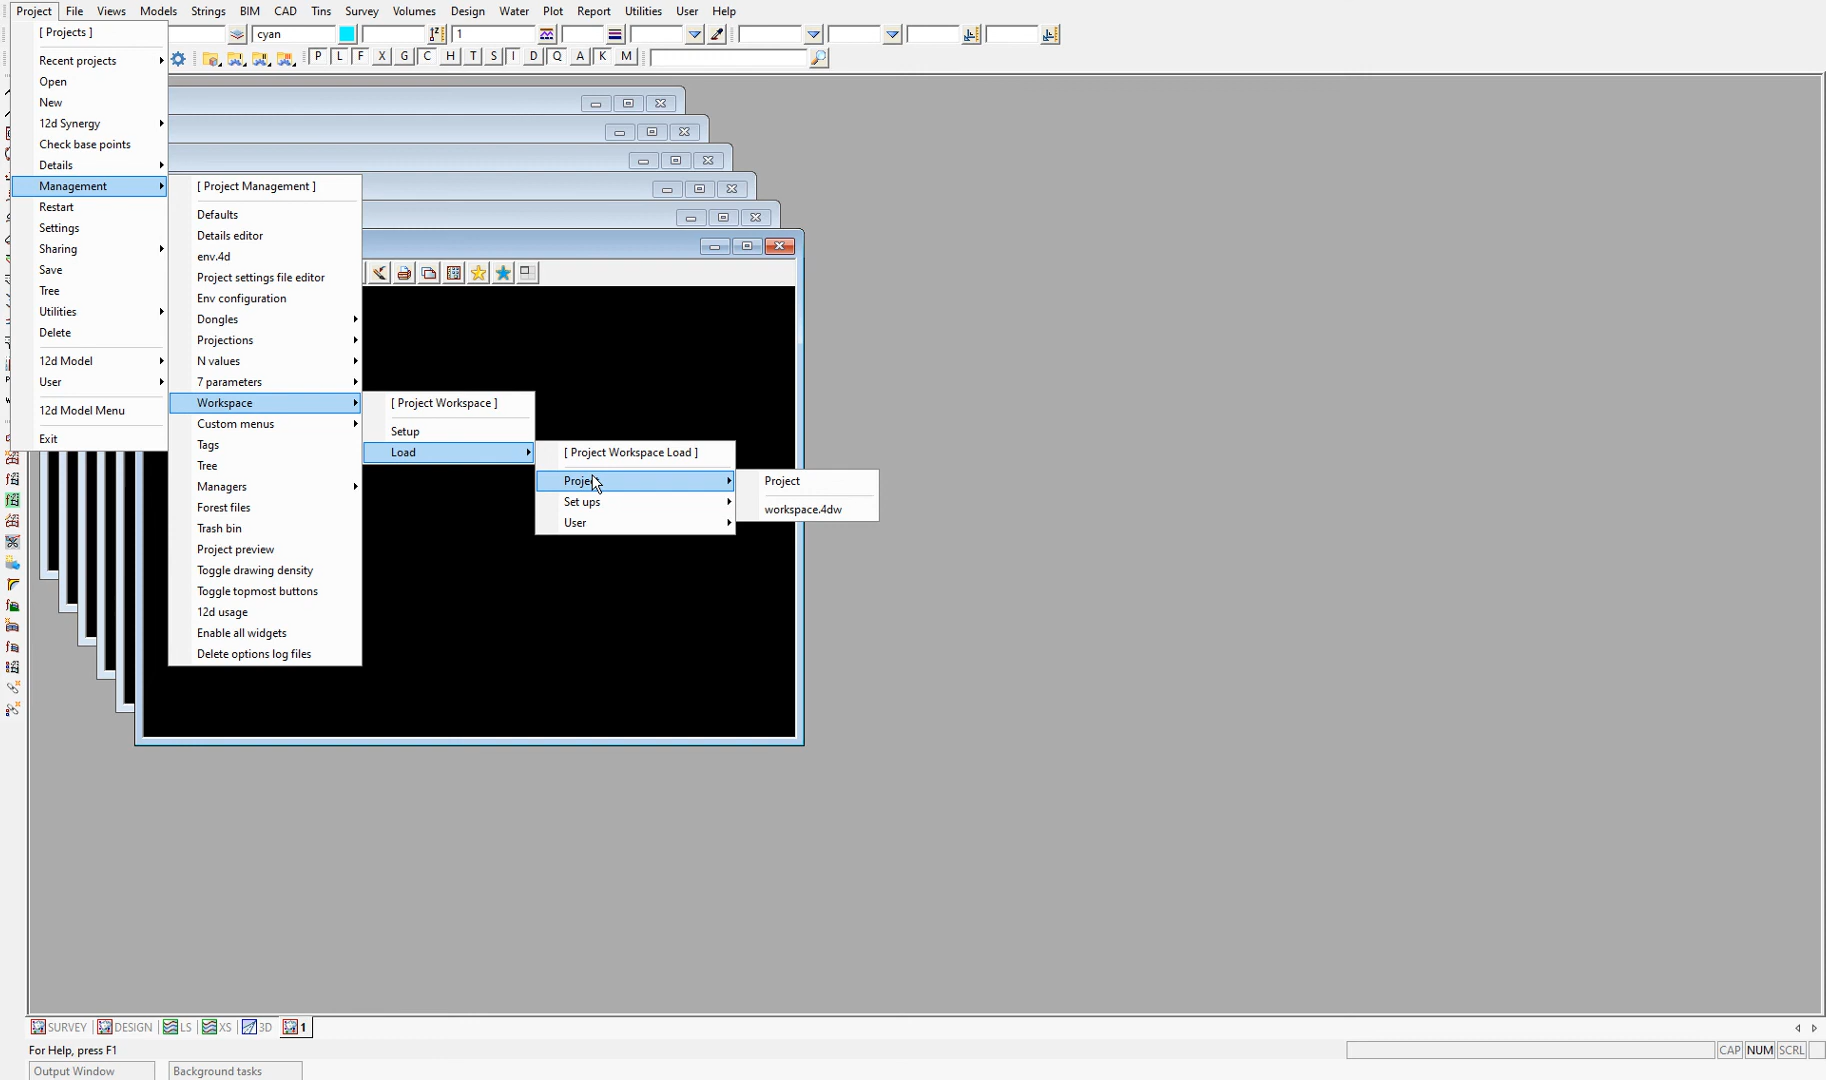 Project File Views Models Strings BIM CAD Tins Survey Volumes Design Water Plot Report Utilities User Help
cyan 1
P L F X G C H T S I D Q A K M
[ Projects ]
Recent projects
Open
New
12d Synergy
Check base points
Details
Management
Restart
Settings
Sharing
Save
Tree
Utilities
Delete
12d Model
User
12d Model Menu
Exit
[ Project Management ]
Defaults
Details editor
env.4d
Project settings file editor
Env configuration
Dongles
Projections
N values
7 parameters
Workspace
Custom menus
Tags
Tree
Managers
Forest files
Trash bin
Project preview
Toggle drawing density
Toggle topmost buttons
12d usage
Enable all widgets
Delete options log files
[ Project Workspace ]
Setup
Load
[ Project Workspace Load ]
Project
Set ups
User
Project
workspace.4dw
SURVEY DESIGN LS XS 3D 1
For Help, press F1
CAP NUM SCRL
Output Window Background tasks